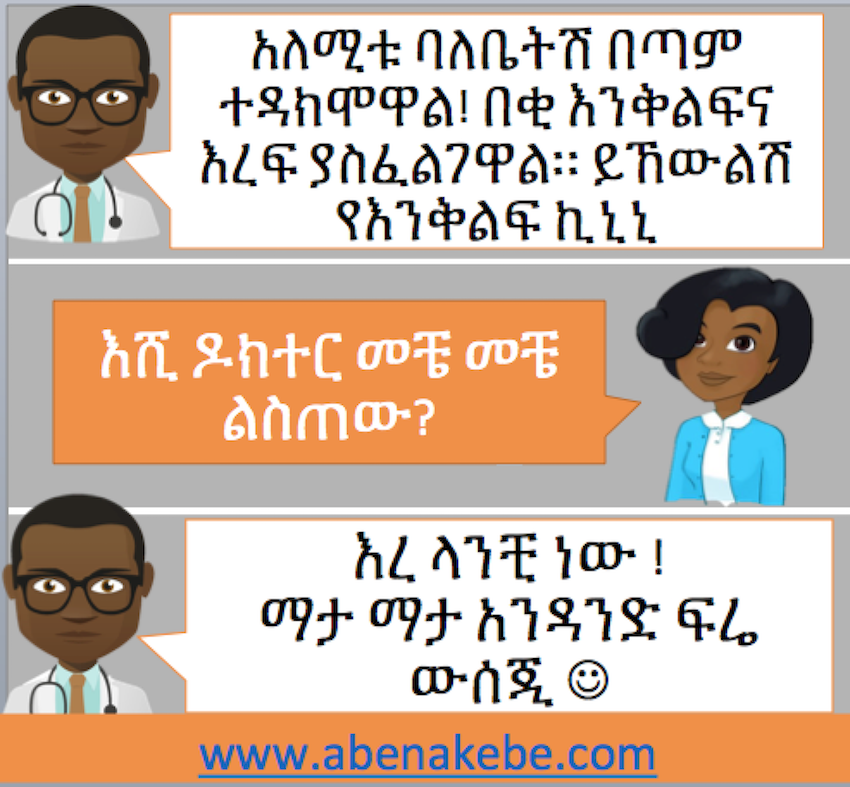 አለሚቱ ባለቤትሽ በጣም
ተዳክሞዋል! በቂ እንቅልፍና
እረፍ ያስፈልገዋል፡፡ ይኸውልሽ
የእንቅልፍ ኪኒኒ
እሺ ዶክተር መቼ መቼ
ልስጠው?
እረ ላንቺ ነው !
ማታ ማታ አንዳንድ ፍሬ
ውሰጂ ☺
www.abenakebe.com